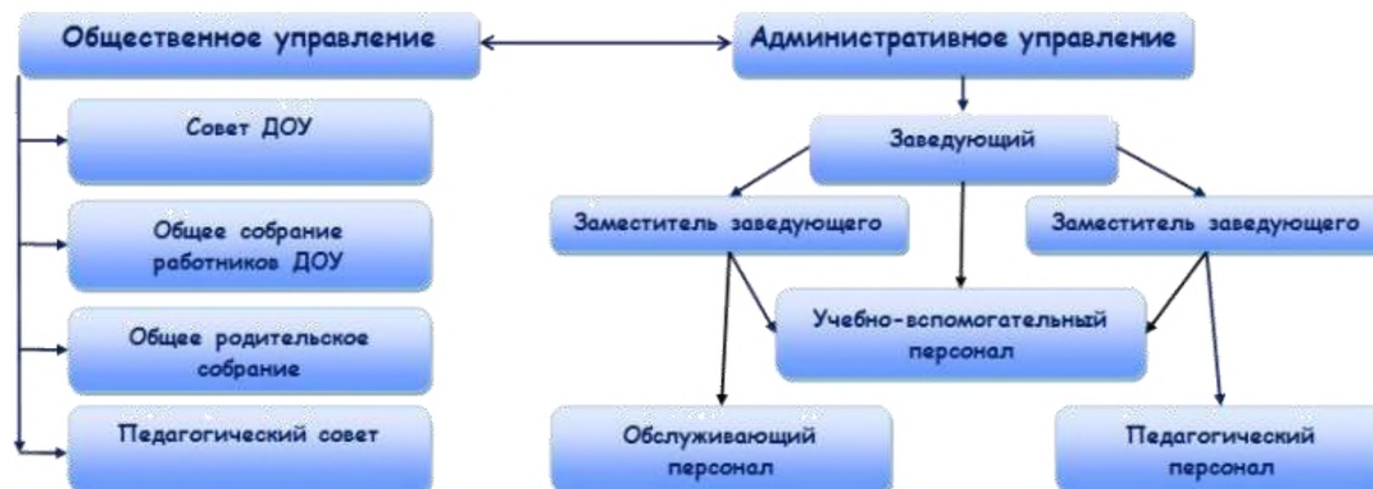 Общественное управление
Административное управление
Совет ДОУ
Общее собрание
работников ДОУ
Общее родительское
собрание
Педагогический совет
Заведующий
Заместитель заведующего
Заместитель заведующего
Учебно-вспомогательный
персонал
Обслуживающий
персонал
Педагогический
персонал